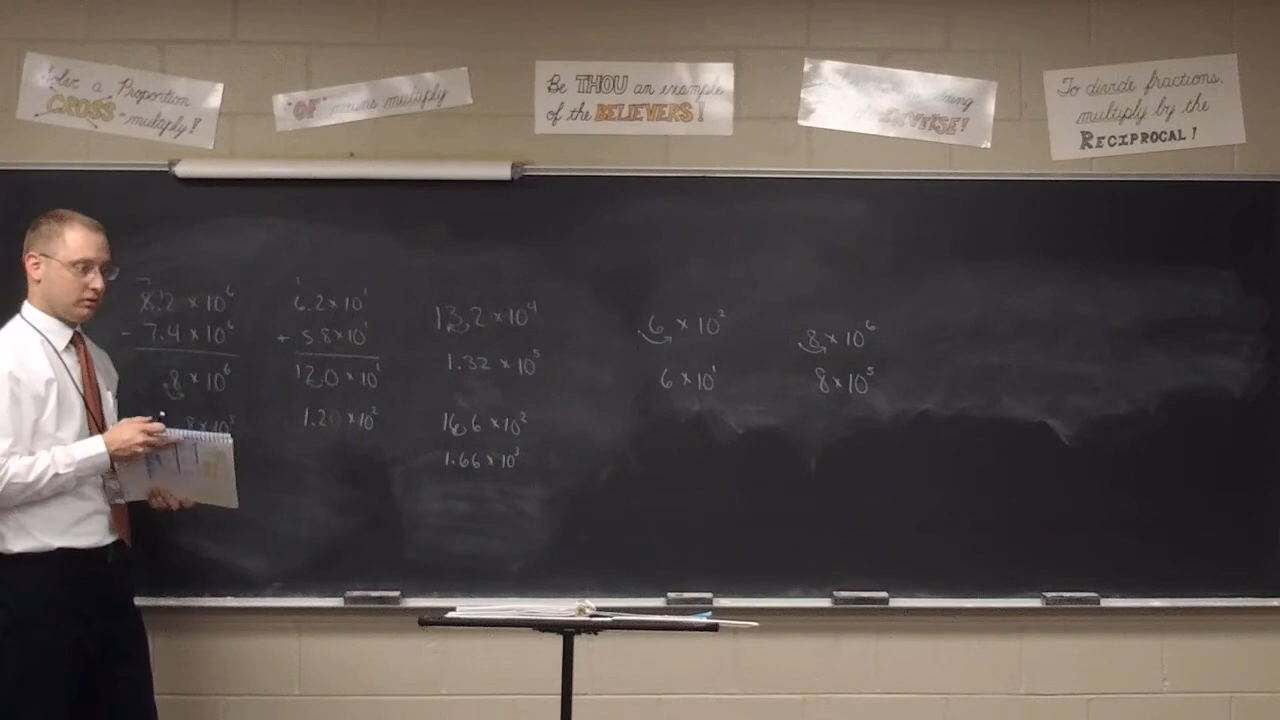 Solve a Proportion
"CROSS"-multiply!
"OF" means multiply
Be THOU an example
of the BELIEVERS!
To divide fractions,
multiply by the
RECIPROCAL!
8.2 × 10⁶
- 7.4 × 10⁶
.8 × 10⁶
8 × 10⁵
6.2 × 10¹
+ 5.8 × 10¹
12.0 × 10¹
1.20 × 10²
13.2 × 10⁴
1.32 × 10⁵
16.6 × 10²
1.66 × 10³
.6 × 10²
6 × 10¹
.8 × 10⁶
8 × 10⁵